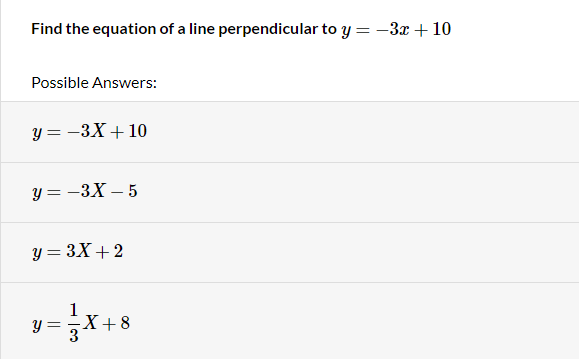 Find the equation of a line perpendicular to y = −3x + 10
Possible Answers:
y = −3X + 10
y = −3X − 5
y = 3X + 2
y = 1/3 X + 8